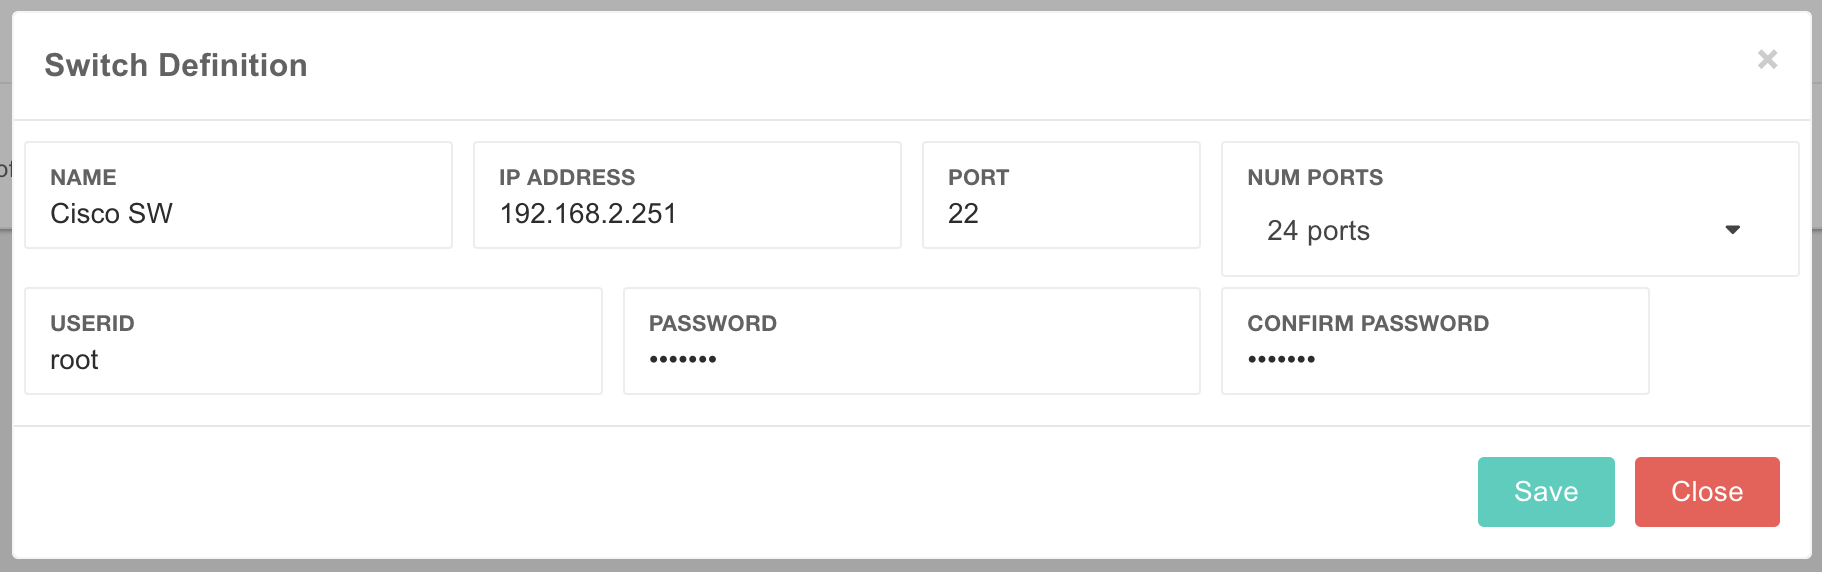 Switch Definition
×
NAME
Cisco SW
IP ADDRESS
192.168.2.251
PORT
22
NUM PORTS
24 ports
USERID
root
PASSWORD
•••••••
CONFIRM PASSWORD
•••••••
Save
Close